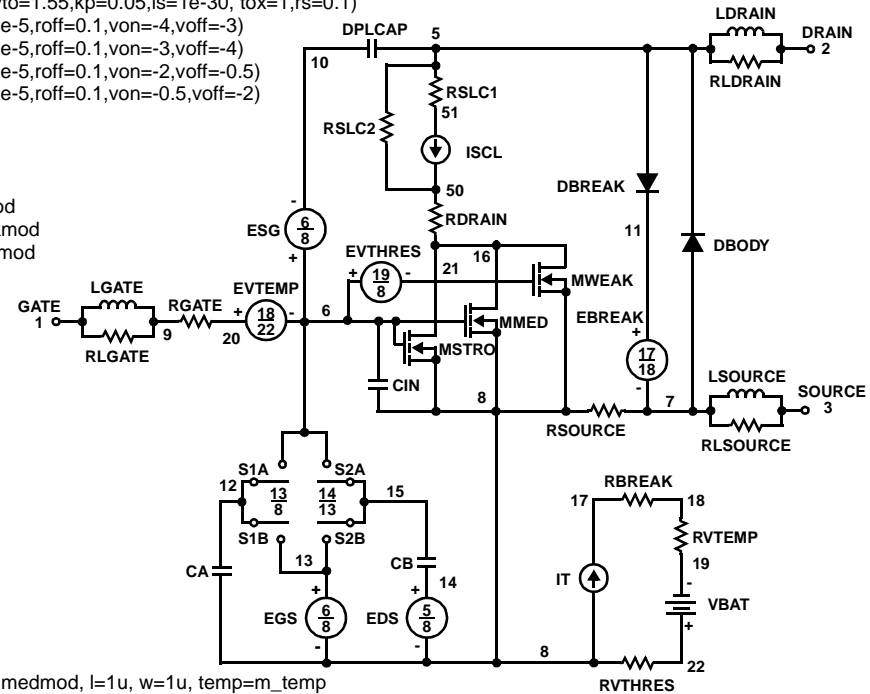 vto=1.55,kp=0.05,is=1e-30, tox=1,rs=0.1)
e-5,roff=0.1,von=-4,voff=-3)
e-5,roff=0.1,von=-3,voff=-4)
e-5,roff=0.1,von=-2,voff=-0.5)
e-5,roff=0.1,von=-0.5,voff=-2)
LDRAIN
DPLCAP
5
DRAIN
2
10
RLDRAIN
RSLC1
51
RSLC2
ISCL
50
DBREAK
od
mod
mod
-
ESG
6
8
+
RDRAIN
11
DBODY
EVTHRES
16
+
19
8
-
21
MWEAK
LGATE
EVTEMP
GATE
1
RGATE
+
18
22
-
6
MMED
EBREAK
+
9
20
RLGATE
MSTRO
17
18
-
CIN
LSOURCE
SOURCE
3
8
7
RSOURCE
RLSOURCE
S1A
S2A
12
13
8
14
13
15
RBREAK
17
18
S1B
S2B
RVTEMP
13
CB
19
CA
14
IT
-
VBAT
+
+
+
EGS
6
8
EDS
5
8
-
-
8
22
RVTHRES
medmod, l=1u, w=1u, temp=m_temp